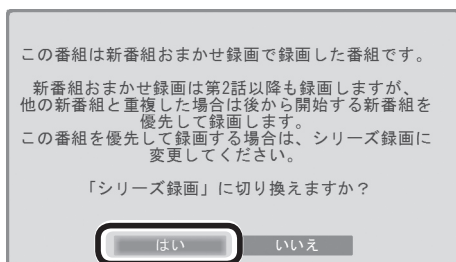 この番組は新番組おまかせ録画で録画した番組です。
新番組おまかせ録画は第2話以降も録画しますが、
他の新番組と重複した場合は後から開始する新番組を
優先して録画します。
この番組を優先して録画する場合は、シリーズ録画に
変更してください。
「シリーズ録画」に切り換えますか？
はい　いいえ